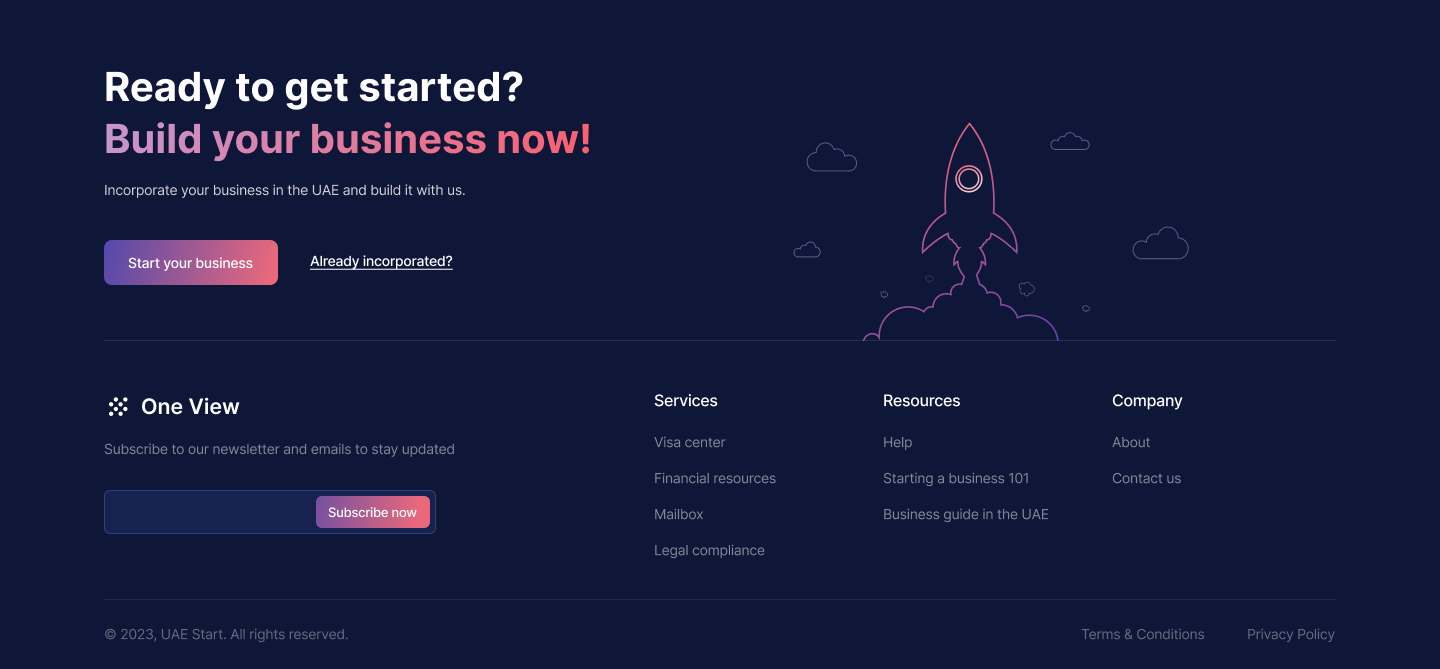 Ready to get started?
Build your business now!
Incorporate your business in the UAE and build it with us.
Start your business
Already incorporated?
One View
Subscribe to our newsletter and emails to stay updated
Subscribe now
Services
Visa center
Financial resources
Mailbox
Legal compliance
Resources
Help
Starting a business 101
Business guide in the UAE
Company
About
Contact us
© 2023, UAE Start. All rights reserved.
Terms & Conditions
Privacy Policy